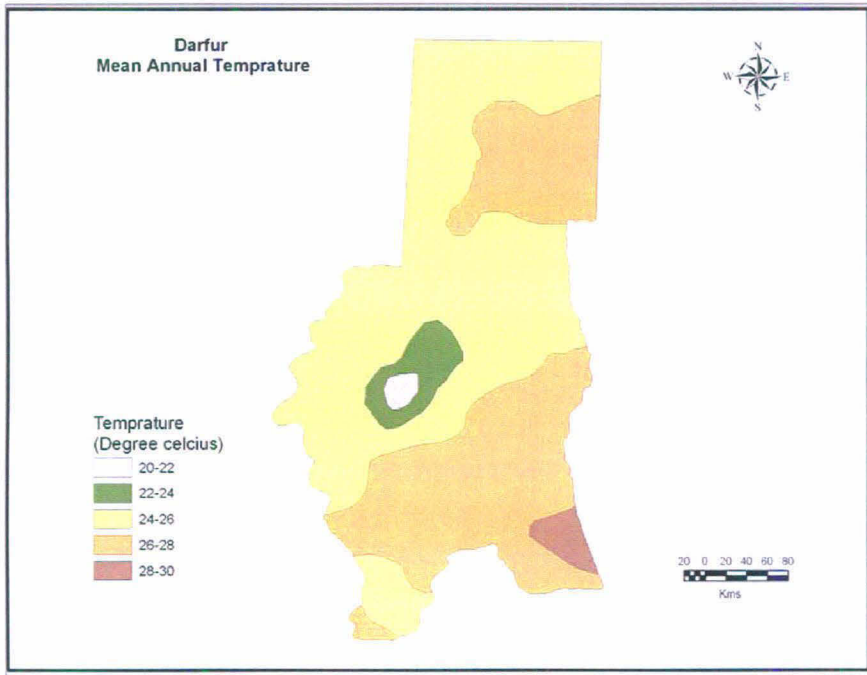 Darfur
Mean Annual Temprature
N
W E
S
Temprature
(Degree celcius)
20-22
22-24
24-26
26-28
28-30
20 0 20 40 60 80
Kms